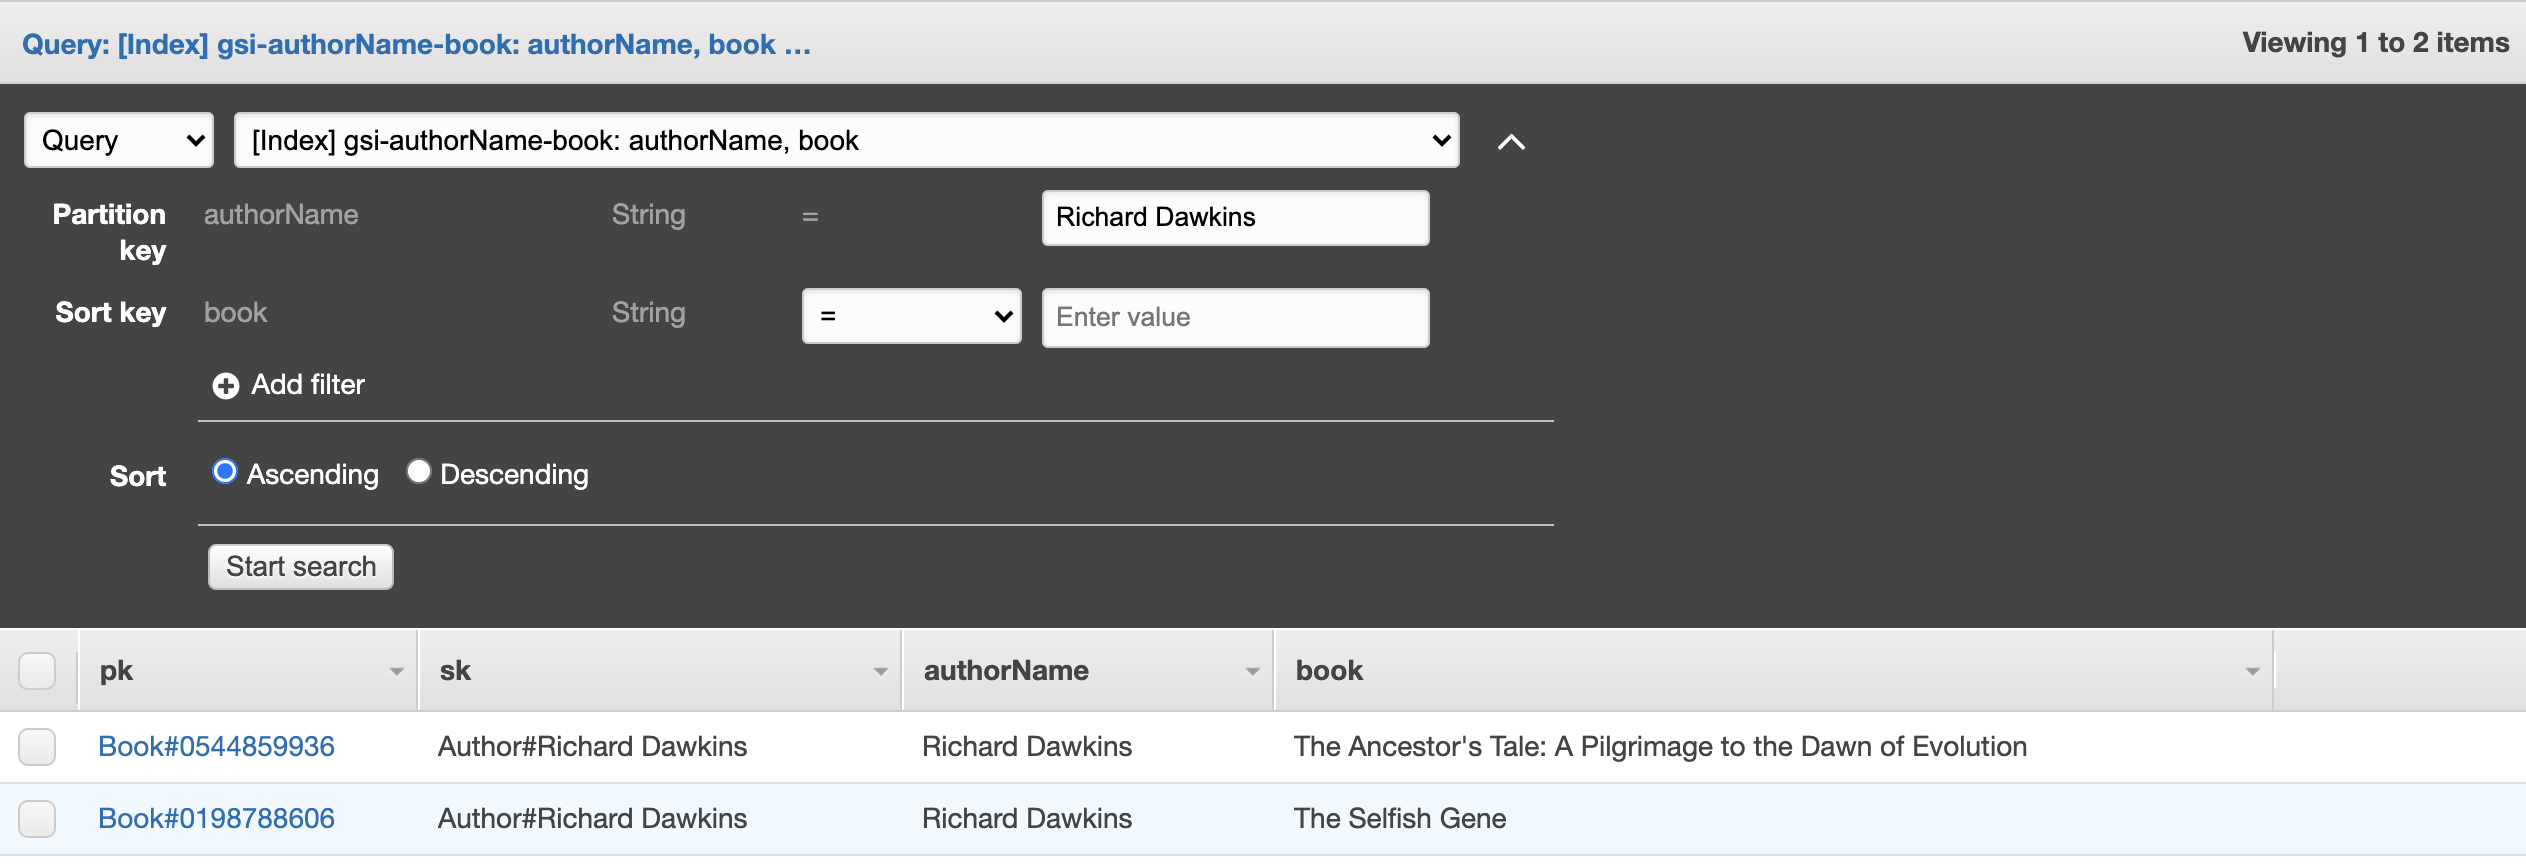 Query: [Index] gsi-authorName-book: authorName, book ...
Viewing 1 to 2 items
Query
[Index] gsi-authorName-book: authorName, book
Partition key authorName String = Richard Dawkins
Sort key book String = Enter value
Add filter
Sort Ascending Descending
Start search
pk sk authorName book
Book#0544859936 Author#Richard Dawkins Richard Dawkins The Ancestor's Tale: A Pilgrimage to the Dawn of Evolution
Book#0198788606 Author#Richard Dawkins Richard Dawkins The Selfish Gene